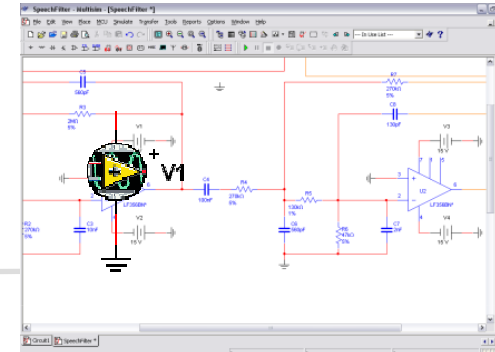 SpeechFilter - Multisim - [SpeechFilter *]
File Edit View Place MCU Simulate Transfer Tools Reports Options Window Help
--- In Use List ---
C5
560pF
R3
2MΩ
5%
V1
15 V
V1
LF356BN*
R2
*270kΩ
*5%
C3
10nF
V2
15 V
C4
100nF
R4
270kΩ
5%
R7
270kΩ
5%
C8
130pF
V3
15 V
R5
130kΩ
1%
U2
LF356BN*
C6
560pF
R6
47kΩ
5%
C7
2nF
V4
15 V
Circuit1
SpeechFilter *